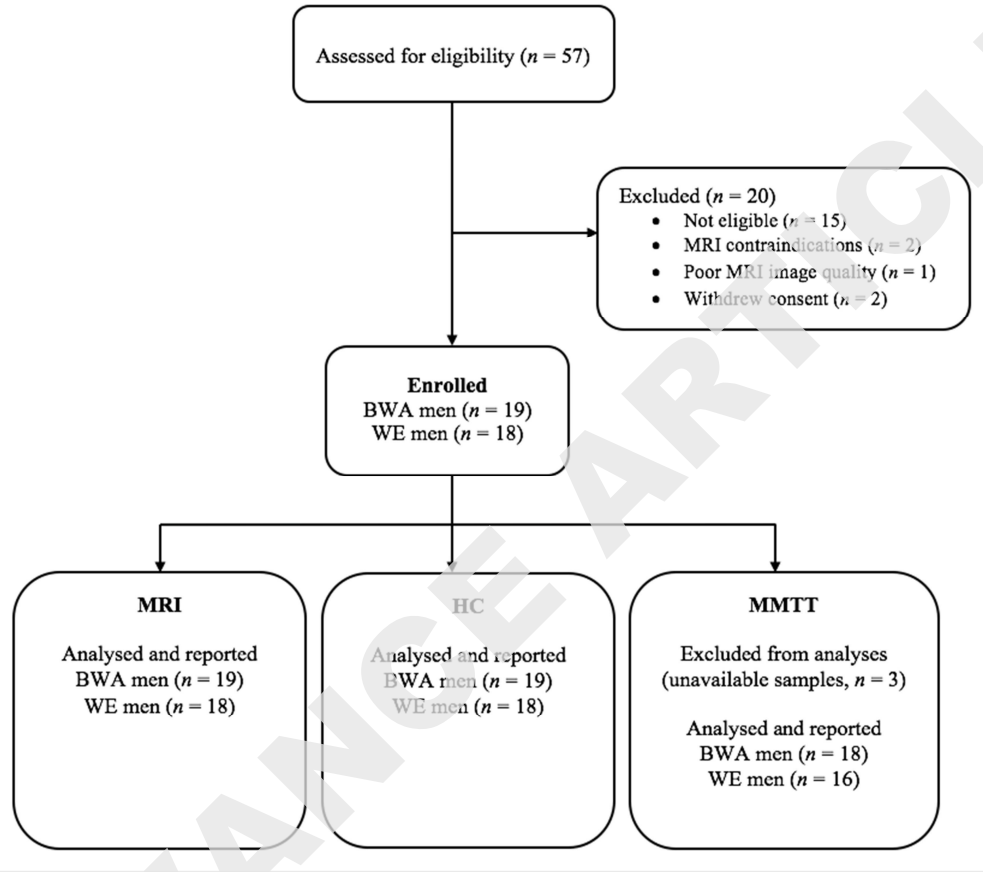 Assessed for eligibility (n = 57)
Excluded (n = 20)
• Not eligible (n = 15)
• MRI contraindications (n = 2)
• Poor MRI image quality (n = 1)
• Withdrew consent (n = 2)
Enrolled
BWA men (n = 19)
WE men (n = 18)
MRI
Analysed and reported
BWA men (n = 19)
WE men (n = 18)
HC
Analysed and reported
BWA men (n = 19)
WE men (n = 18)
MMTT
Excluded from analyses
(unavailable samples, n = 3)
Analysed and reported
BWA men (n = 18)
WE men (n = 16)
VANCE ARTICL